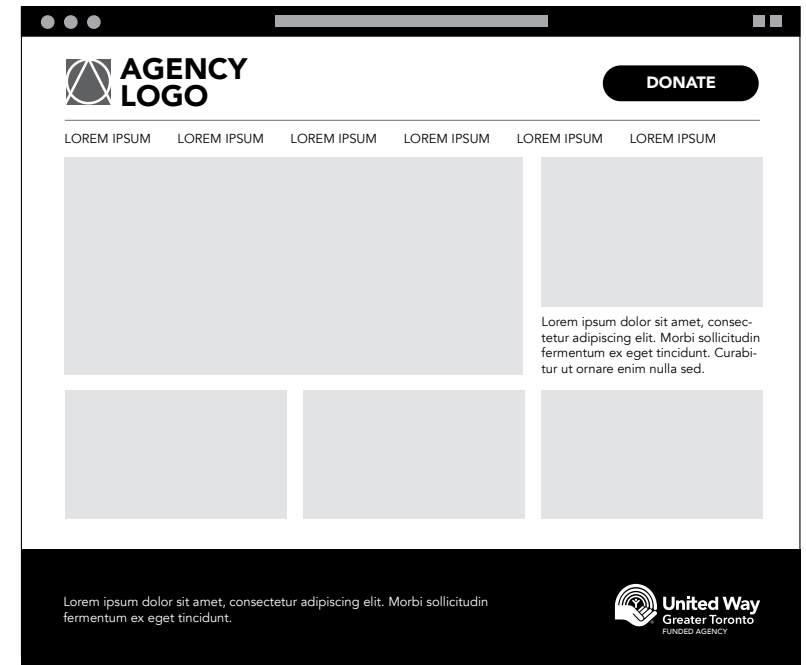 AGENCY
LOGO
DONATE
LOREM IPSUM LOREM IPSUM LOREM IPSUM LOREM IPSUM LOREM IPSUM LOREM IPSUM
Lorem ipsum dolor sit amet, consec-
tetur adipiscing elit. Morbi sollicitudin
fermentum ex eget tincidunt. Curabi-
tur ut ornare enim nulla sed.
Lorem ipsum dolor sit amet, consectetur adipiscing elit. Morbi sollicitudin
fermentum ex eget tincidunt.
United Way
Greater Toronto
FUNDED AGENCY